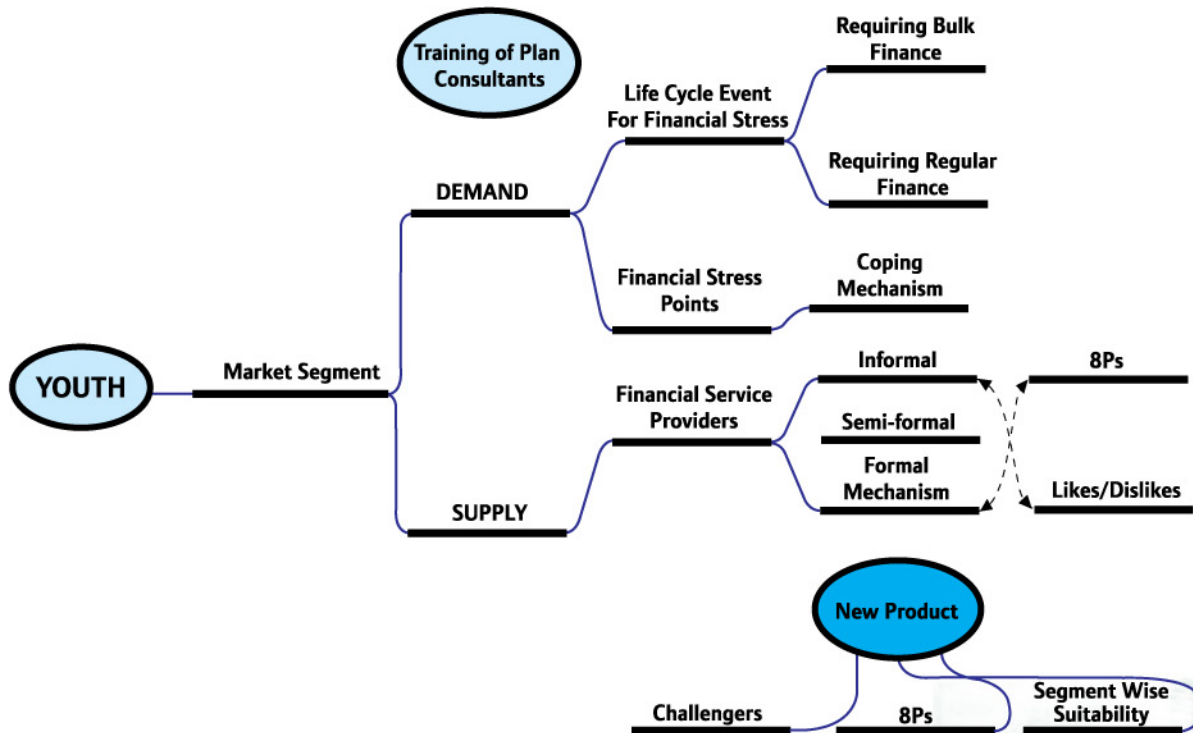 Training of Plan
Consultants
Requiring Bulk
Finance
Life Cycle Event
For Financial Stress
Requiring Regular
Finance
DEMAND
Financial Stress
Points
Coping
Mechanism
YOUTH
Market Segment
Financial Service
Providers
Informal
8Ps
Semi-formal
Formal
Mechanism
Likes/Dislikes
SUPPLY
New Product
Challengers
8Ps
Segment Wise
Suitability